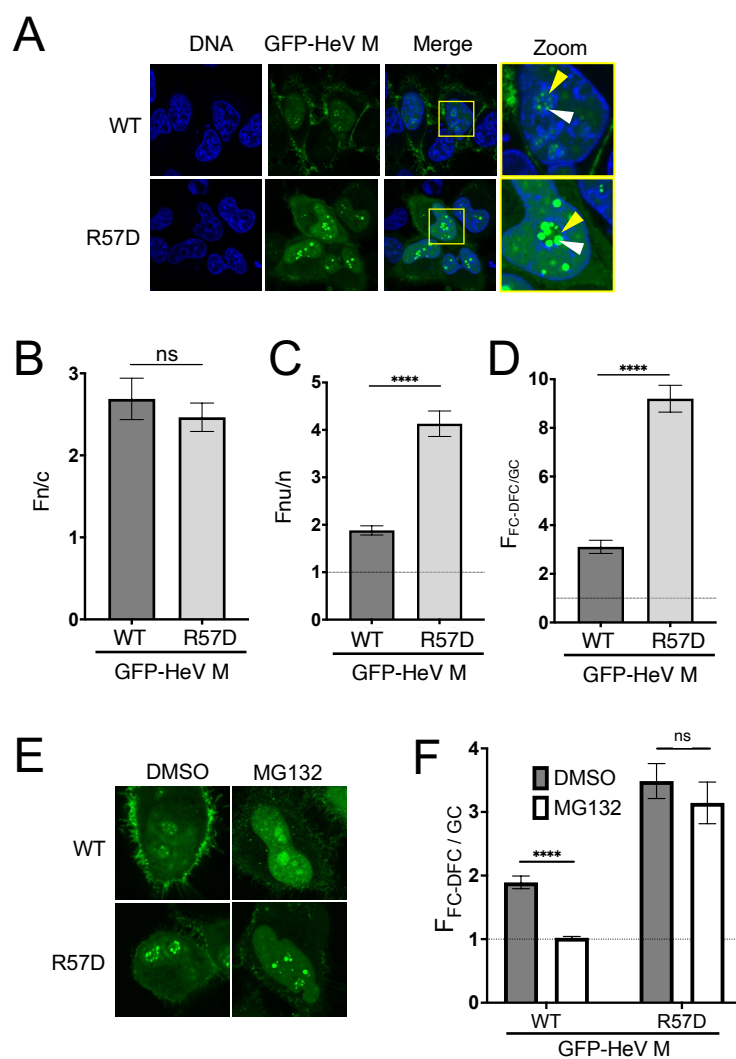 A
DNA GFP-HeV M Merge Zoom
WT
R57D
B
ns
Fn/c
3
2
1
0
WT R57D
GFP-HeV M
C
****
Fnu/n
5
4
3
2
1
0
WT R57D
GFP-HeV M
D
****
FFC-DFC/GC
10
8
6
4
2
0
WT R57D
GFP-HeV M
E
DMSO MG132
WT
R57D
F
ns
DMSO
MG132
****
FFC-DFC / GC
4
3
2
1
0
WT R57D
GFP-HeV M